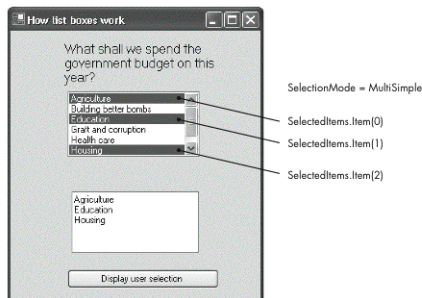 How list boxes work
What shall we spend the
government budget on this
year?
Agriculture
Building better bombs
Education
Graft and corruption
Health care
Housing
SelectionMode = MultiSimple
SelectedItems.Item(0)
SelectedItems.Item(1)
SelectedItems.Item(2)
Agriculture
Education
Housing
Display user selection